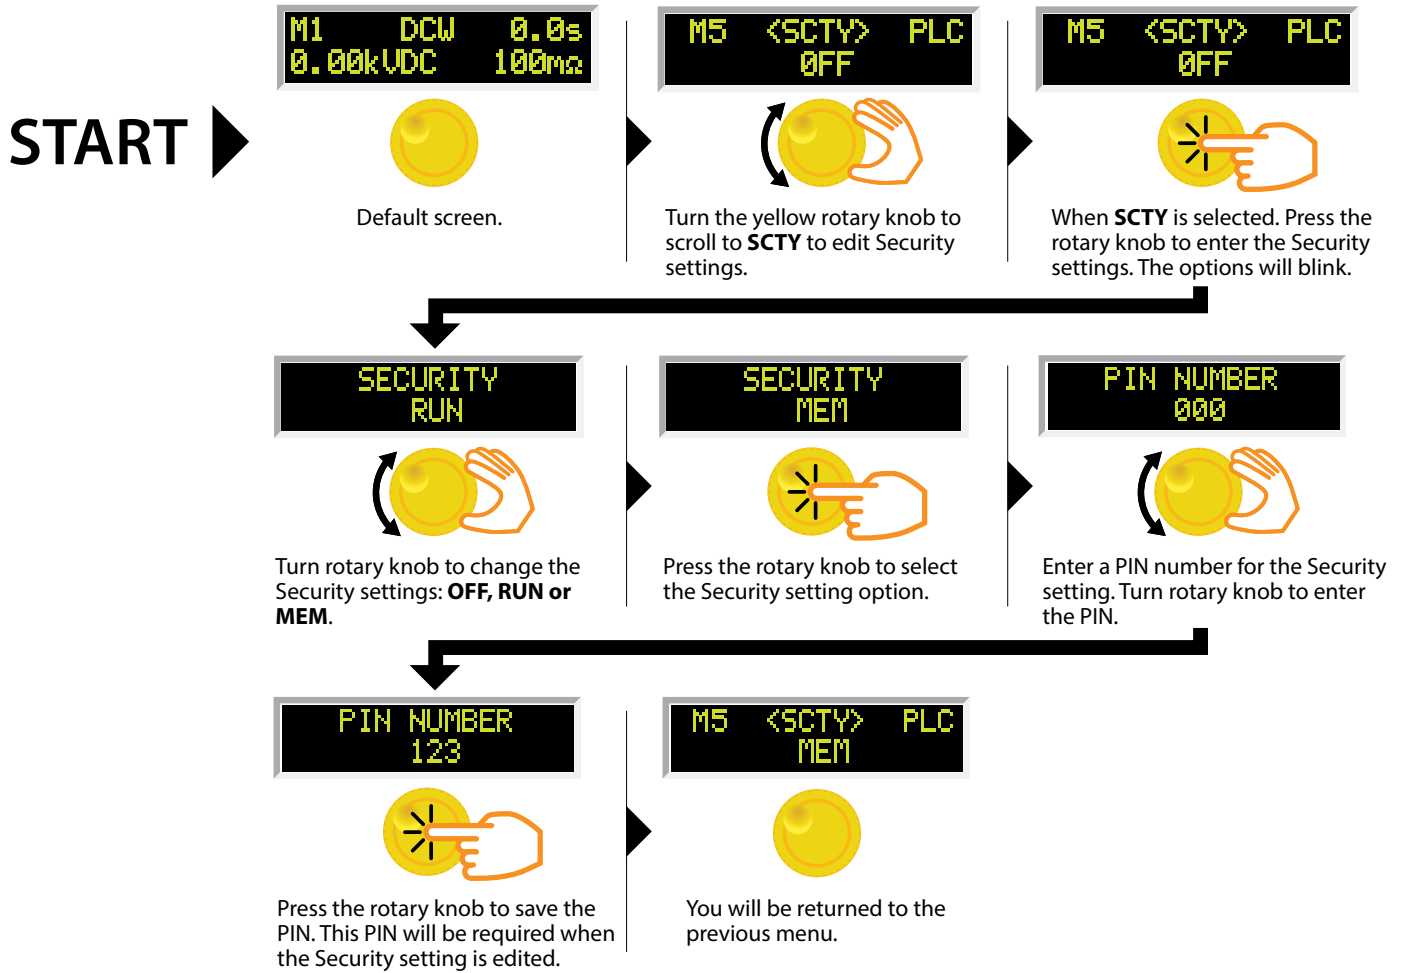 START
M1 DCW 0.0s
0.00kVDC 100mΩ
Default screen.
M5 <SCTY> PLC
OFF
Turn the yellow rotary knob to
scroll to SCTY to edit Security
settings.
M5 <SCTY> PLC
OFF
When SCTY is selected. Press the
rotary knob to enter the Security
settings. The options will blink.
SECURITY
RUN
Turn rotary knob to change the
Security settings: OFF, RUN or
MEM.
SECURITY
MEM
Press the rotary knob to select
the Security setting option.
PIN NUMBER
000
Enter a PIN number for the Security
setting. Turn rotary knob to enter
the PIN.
PIN NUMBER
123
Press the rotary knob to save the
PIN. This PIN will be required when
the Security setting is edited.
M5 <SCTY> PLC
MEM
You will be returned to the
previous menu.